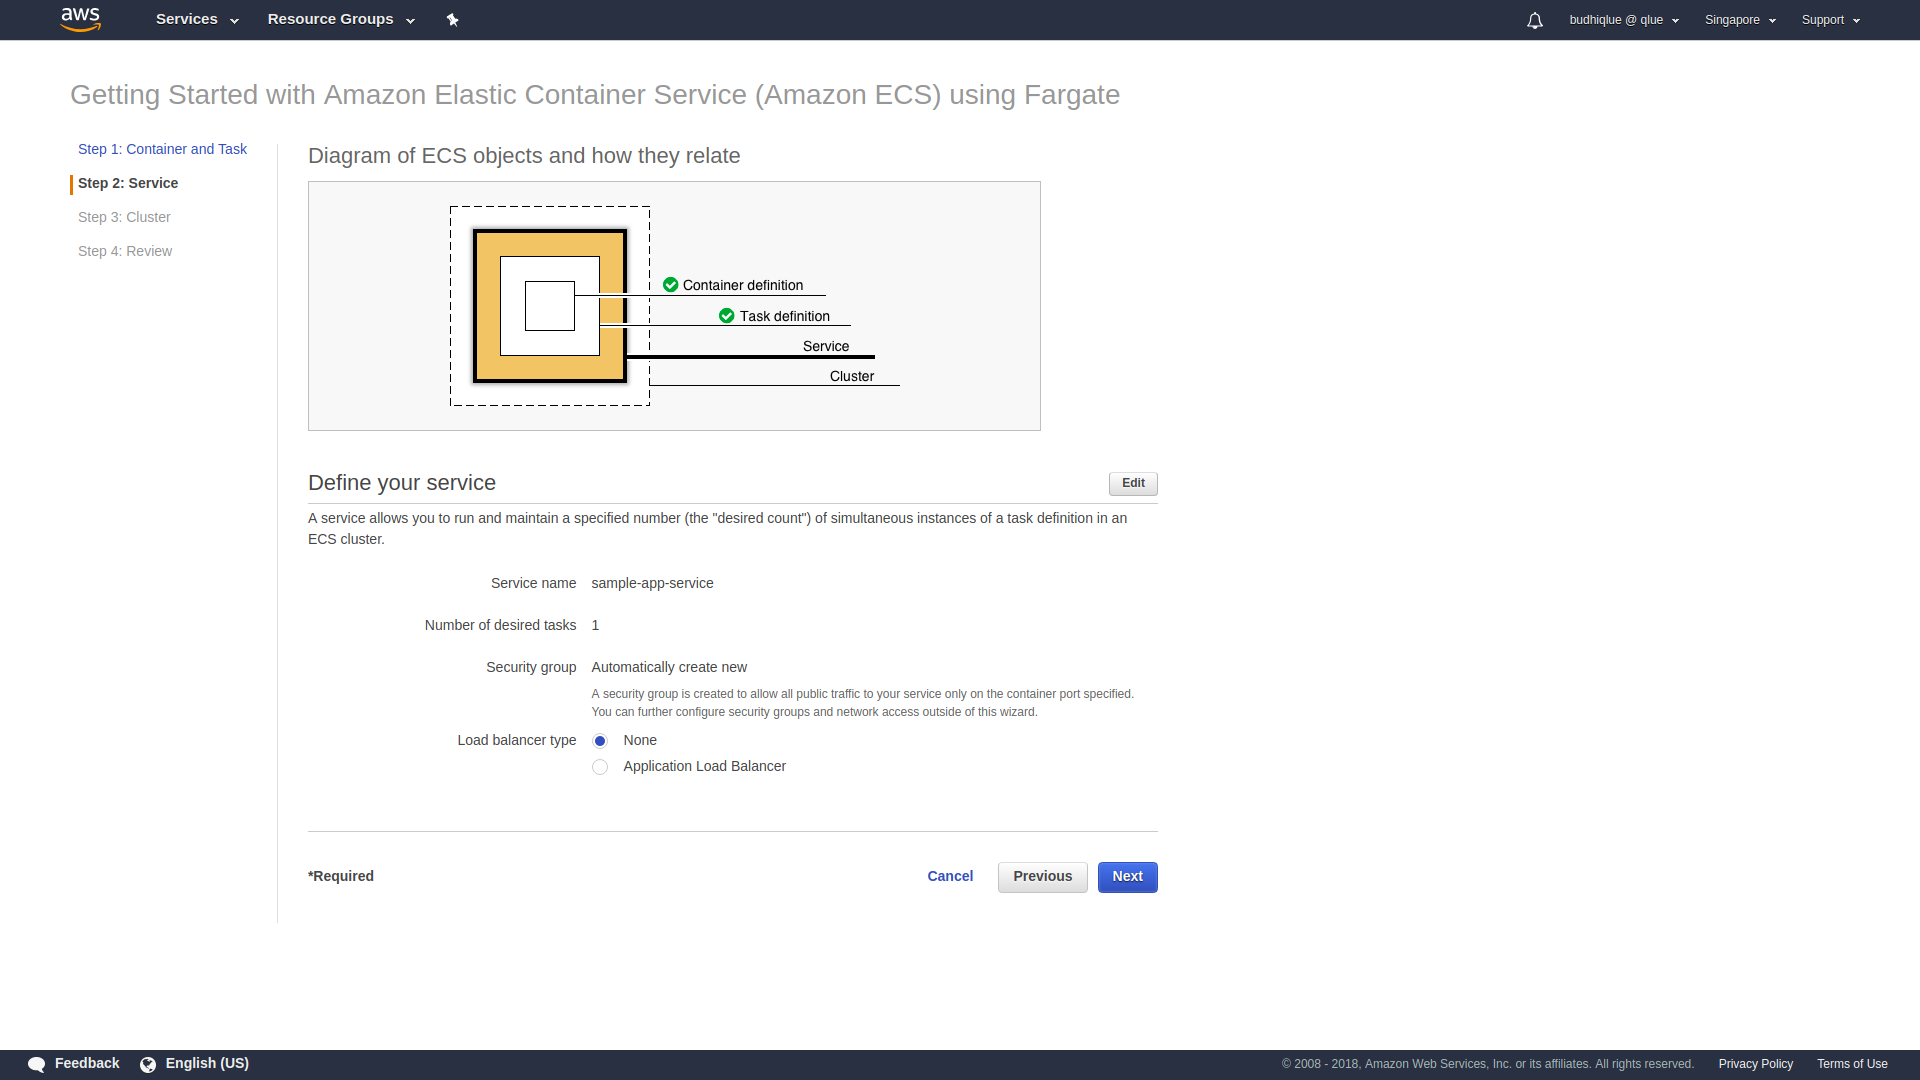 aws
Services
Resource Groups
budhiqlue @ qlue
Singapore
Support
Getting Started with Amazon Elastic Container Service (Amazon ECS) using Fargate
Step 1: Container and Task
Step 2: Service
Step 3: Cluster
Step 4: Review
Diagram of ECS objects and how they relate
Container definition
Task definition
Service
Cluster
Define your service
Edit
A service allows you to run and maintain a specified number (the "desired count") of simultaneous instances of a task definition in an
ECS cluster.
Service name sample-app-service
Number of desired tasks 1
Security group Automatically create new
A security group is created to allow all public traffic to your service only on the container port specified.
You can further configure security groups and network access outside of this wizard.
Load balancer type None
Application Load Balancer
*Required
Cancel
Previous
Next
Feedback
English (US)
© 2008 - 2018, Amazon Web Services, Inc. or its affiliates. All rights reserved.
Privacy Policy
Terms of Use